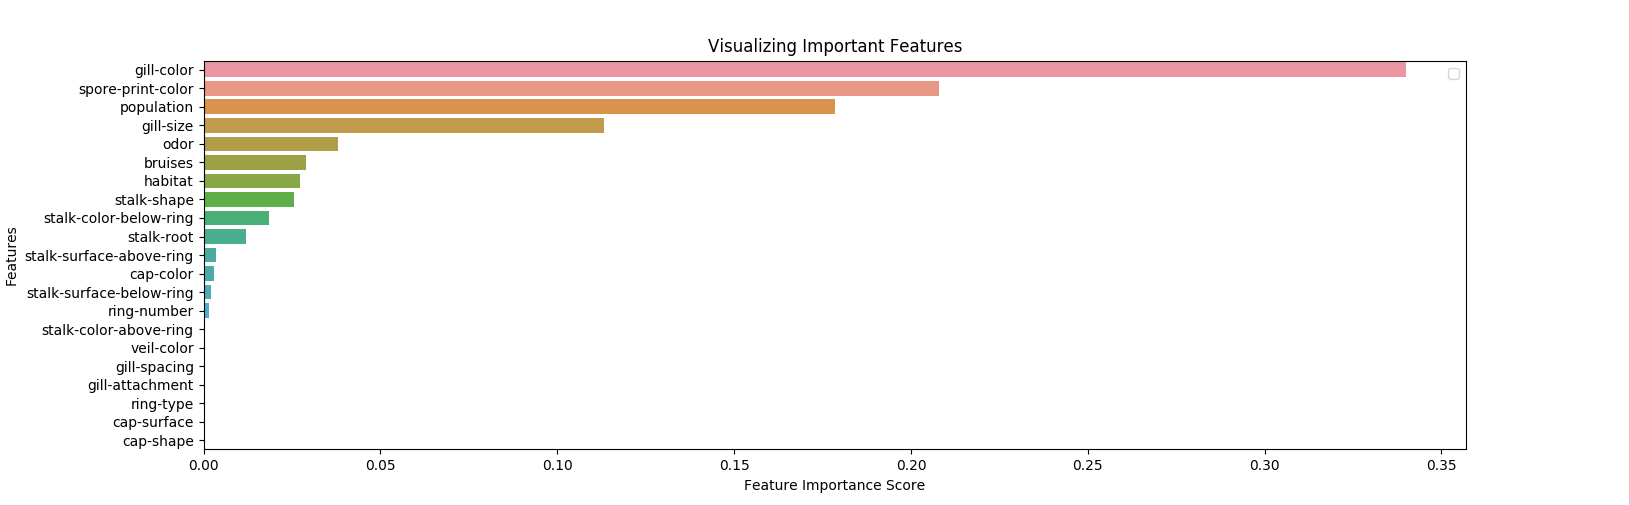 Visualizing Important Features
gill-color
spore-print-color
population
gill-size
odor
bruises
habitat
stalk-shape
stalk-color-below-ring
stalk-root
stalk-surface-above-ring
cap-color
stalk-surface-below-ring
ring-number
stalk-color-above-ring
veil-color
gill-spacing
gill-attachment
ring-type
cap-surface
cap-shape
Features
0.00 0.05 0.10 0.15 0.20 0.25 0.30 0.35
Feature Importance Score